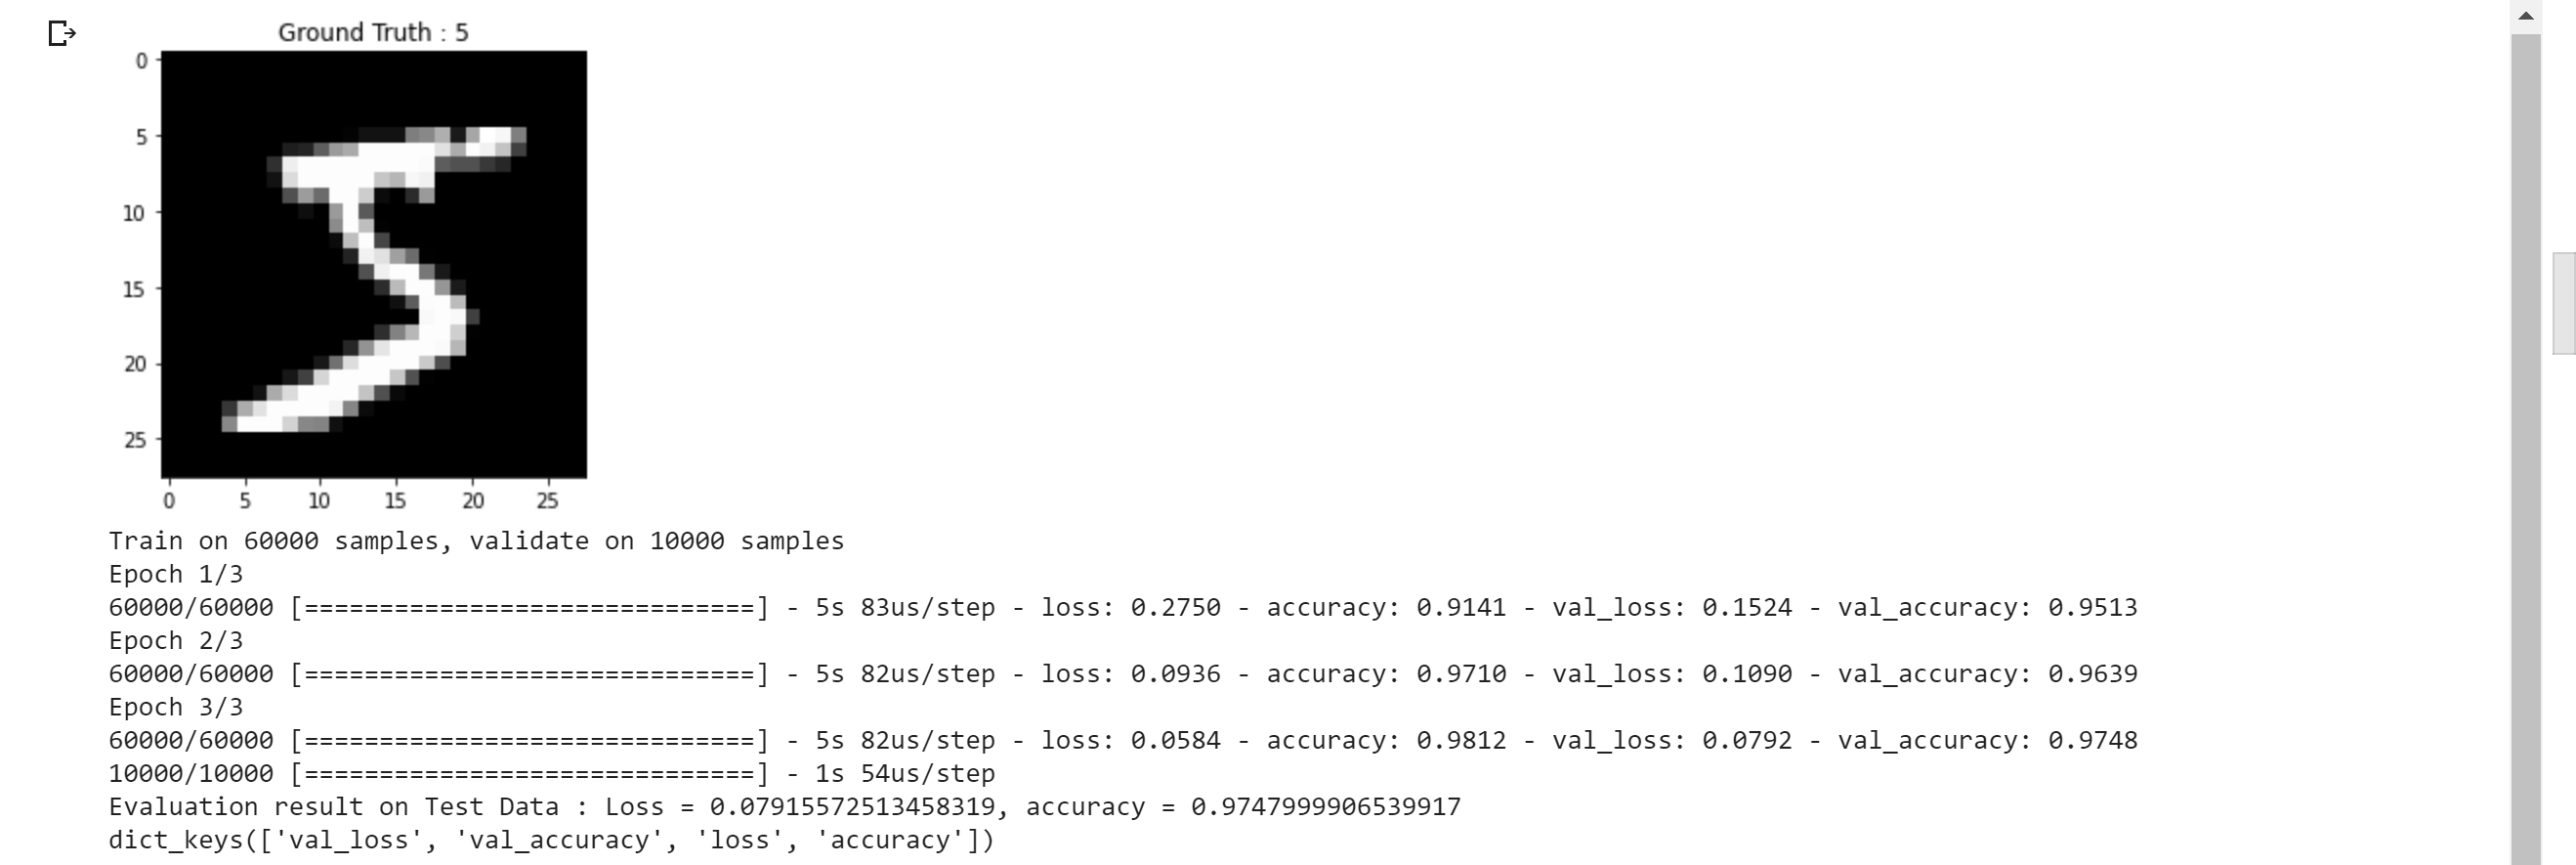 Ground Truth : 5
0
5
10
15
20
25
0 5 10 15 20 25
Train on 60000 samples, validate on 10000 samples
Epoch 1/3
60000/60000 [==============================] - 5s 83us/step - loss: 0.2750 - accuracy: 0.9141 - val_loss: 0.1524 - val_accuracy: 0.9513
Epoch 2/3
60000/60000 [==============================] - 5s 82us/step - loss: 0.0936 - accuracy: 0.9710 - val_loss: 0.1090 - val_accuracy: 0.9639
Epoch 3/3
60000/60000 [==============================] - 5s 82us/step - loss: 0.0584 - accuracy: 0.9812 - val_loss: 0.0792 - val_accuracy: 0.9748
10000/10000 [==============================] - 1s 54us/step
Evaluation result on Test Data : Loss = 0.07915572513458319, accuracy = 0.9747999906539917
dict_keys(['val_loss', 'val_accuracy', 'loss', 'accuracy'])